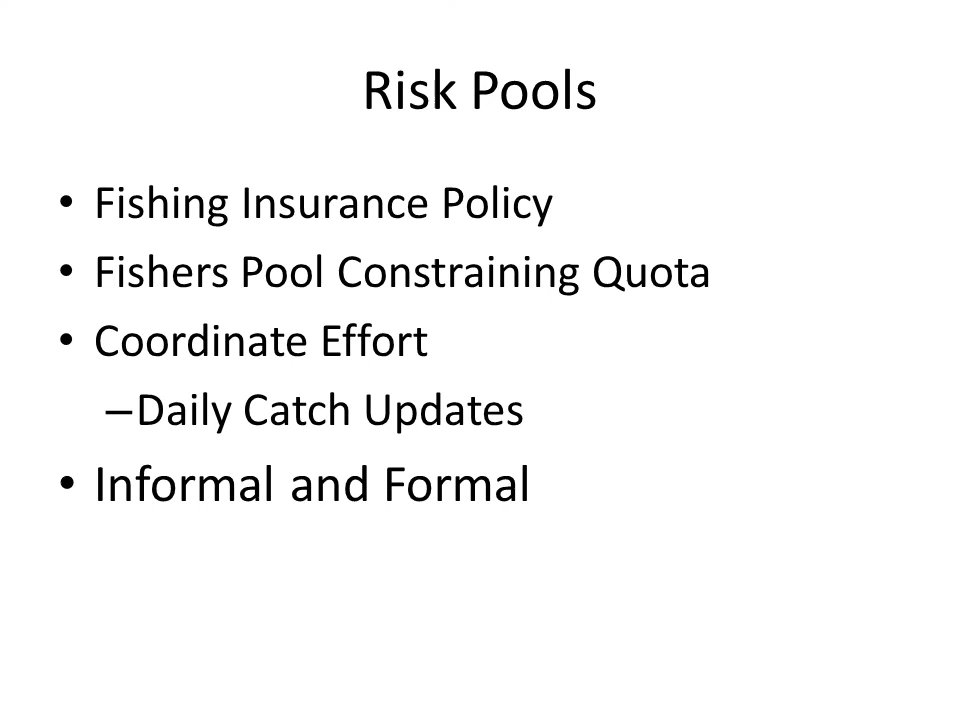 Risk Pools
• Fishing Insurance Policy
• Fishers Pool Constraining Quota
• Coordinate Effort
–Daily Catch Updates
• Informal and Formal